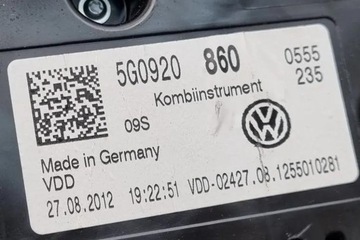 5G0920 860 0555
Kombiinstrument 235
09S
Made in Germany
VDD
27.08.2012 19:22:51 VDD-02427.08.1255010281